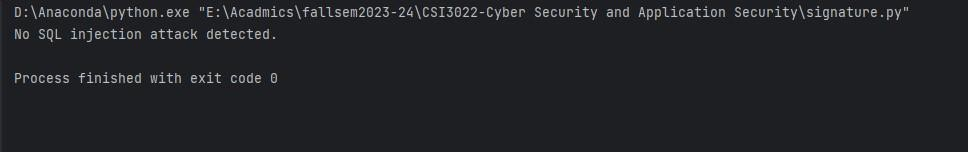 D:\Anaconda\python.exe "E:\Acadmics\fallsem2023-24\CSI3022-Cyber Security and Application Security\signature.py"
No SQL injection attack detected.
Process finished with exit code 0